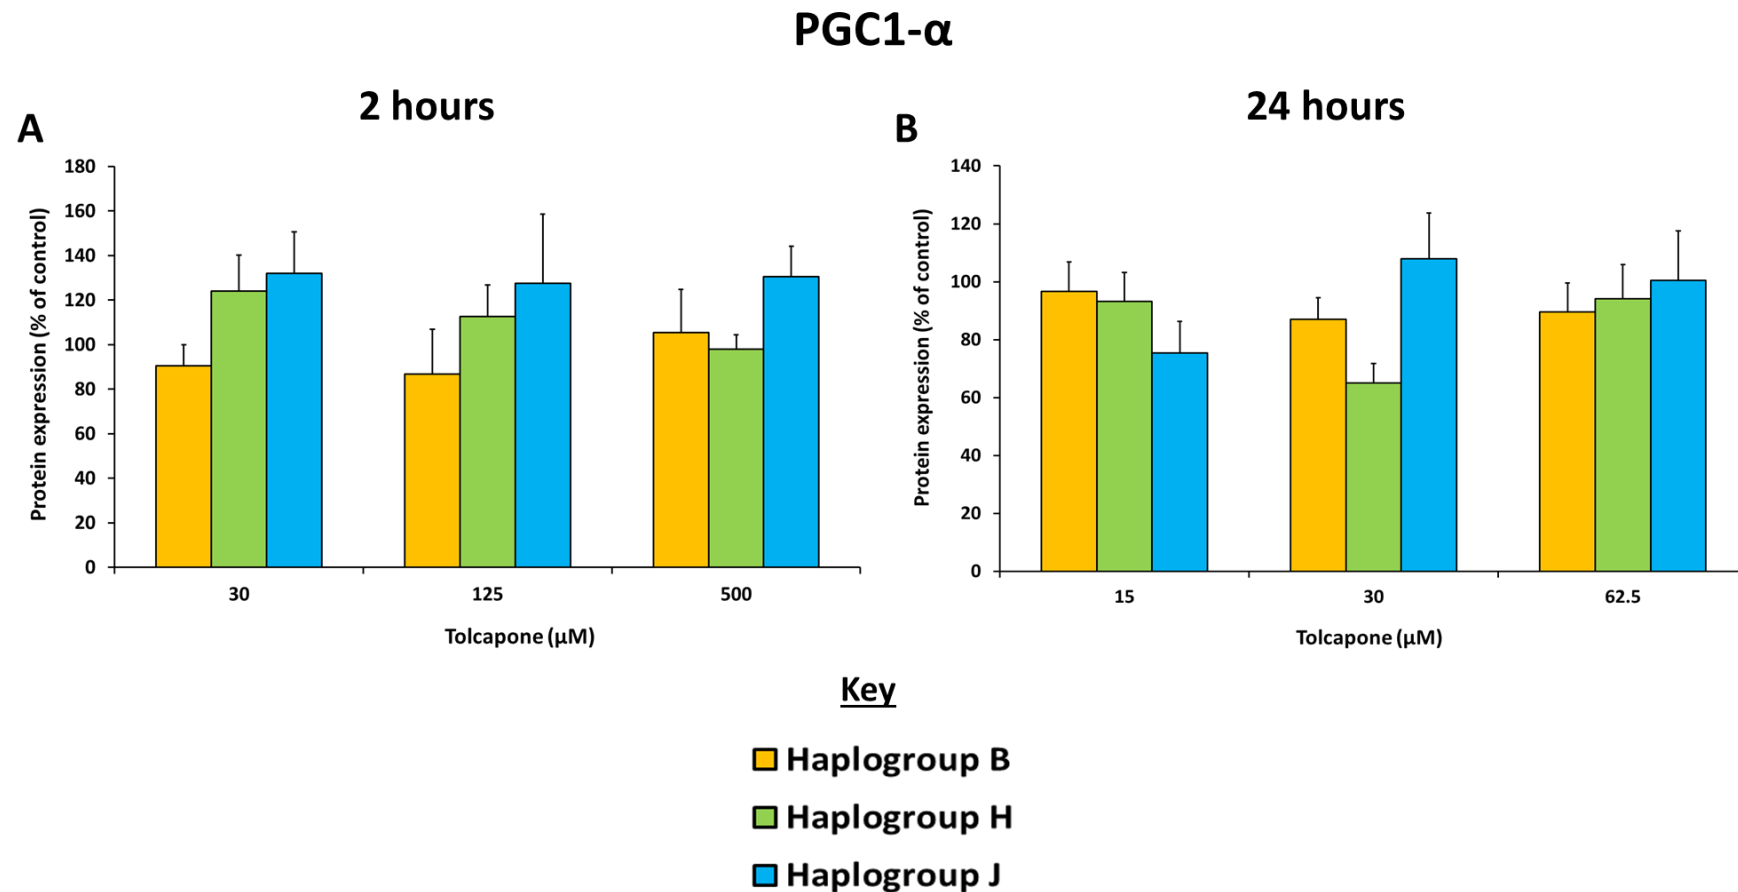 PGC1-α
2 hours
24 hours
A
B
Protein expression (% of control)
180
160
140
120
100
80
60
40
20
0
30
125
500
Tolcapone (µM)
Protein expression (% of control)
140
120
100
80
60
40
20
0
15
30
62.5
Tolcapone (µM)
Key
Haplogroup B
Haplogroup H
Haplogroup J